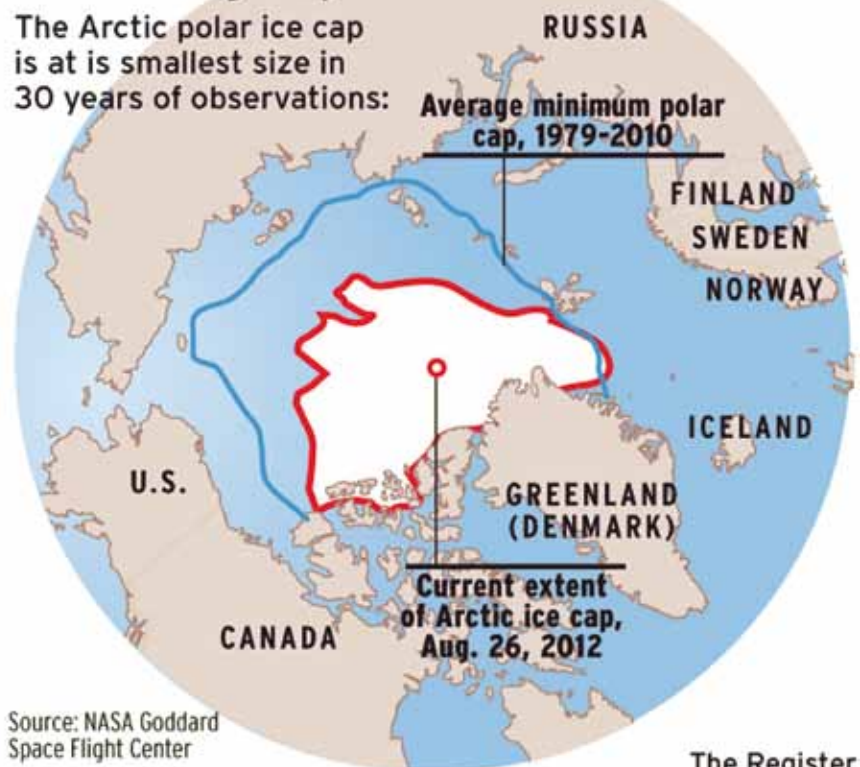 The Arctic polar ice cap
is at is smallest size in
30 years of observations:
RUSSIA
Average minimum polar
cap, 1979-2010
FINLAND
SWEDEN
NORWAY
ICELAND
U.S.
GREENLAND
(DENMARK)
CANADA
Current extent
of Arctic ice cap,
Aug. 26, 2012
Source: NASA Goddard
Space Flight Center
The Register